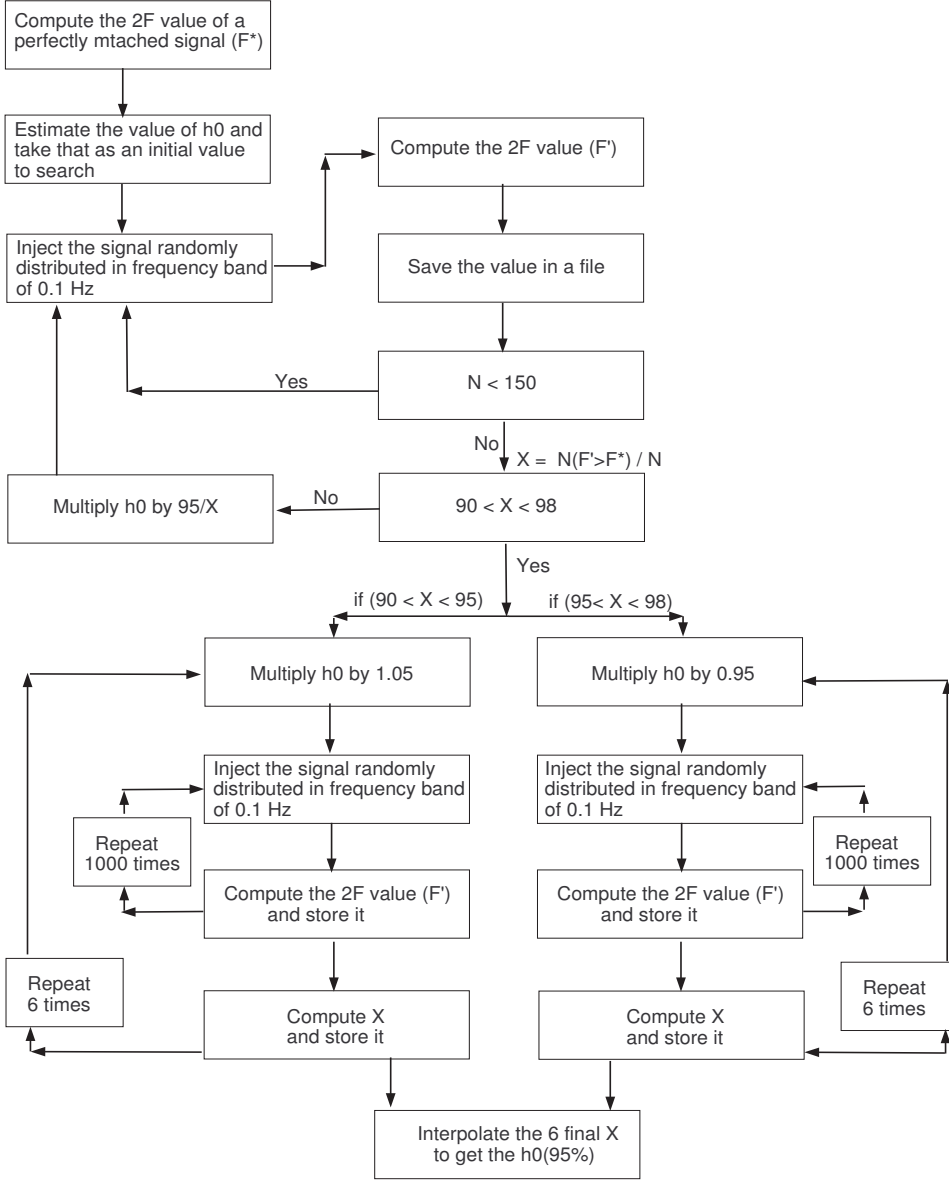 Compute the 2F value of a
perfectly mtached signal (F*)
Estimate the value of h0 and
take that as an initial value
to search
Inject the signal randomly
distributed in frequency band
of 0.1 Hz
Compute the 2F value (F')
Save the value in a file
N < 150
Yes
No
X = N(F'>F*) / N
90 < X < 98
No
Multiply h0 by 95/X
Yes
if (90 < X < 95)
if (95< X < 98)
Multiply h0 by 1.05
Inject the signal randomly
distributed in frequency band
of 0.1 Hz
Repeat
1000 times
Compute the 2F value (F')
and store it
Repeat
6 times
Compute X
and store it
Multiply h0 by 0.95
Inject the signal randomly
distributed in frequency band
of 0.1 Hz
Repeat
1000 times
Compute the 2F value (F')
and store it
Repeat
6 times
Compute X
and store it
Interpolate the 6 final X
to get the h0(95%)